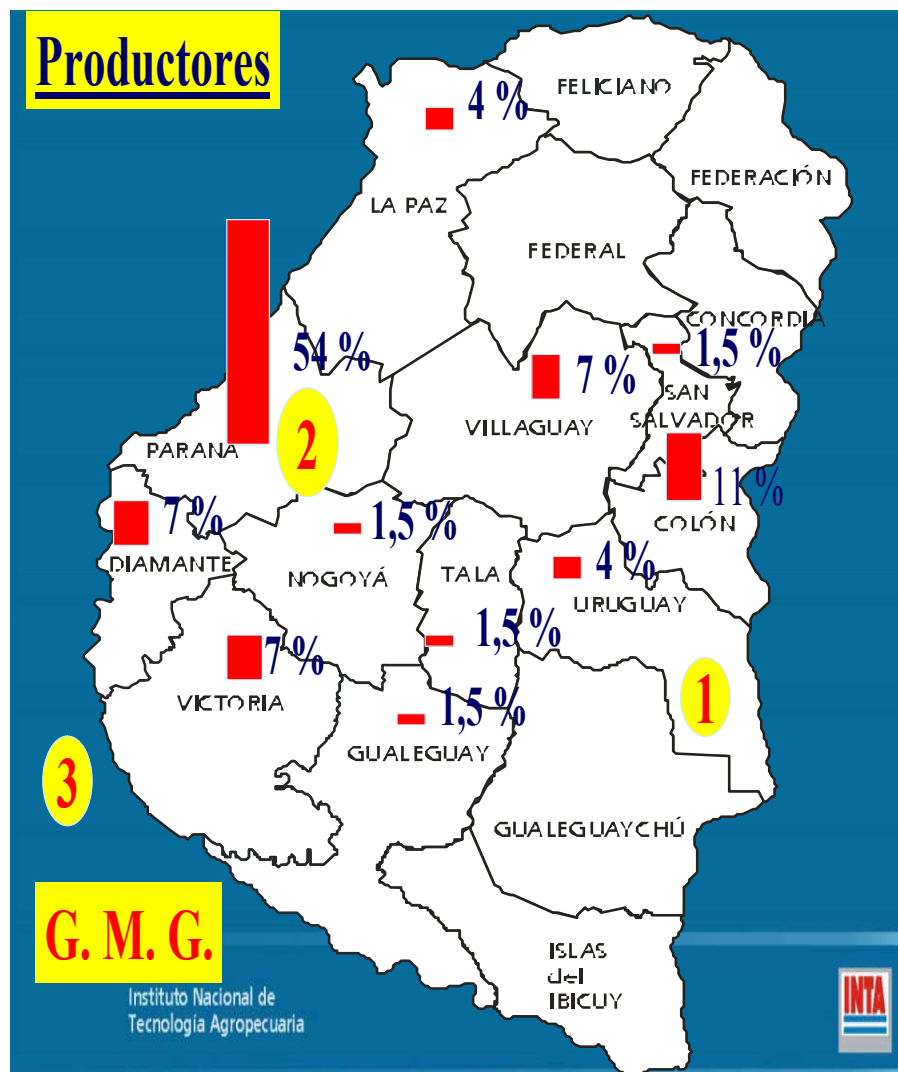 Productores
FELICIANO
4 %
FEDERACIÓN
LA PAZ
FEDERAL
CONCORDIA
54 %
1,5 %
7 %
SAN
SALVADOR
VILLAGUAY
PARANA
2
11 %
7 %
1,5 %
COLÓN
DIAMANTE
NOGOYÁ
TALA
4 %
URUGUAY
7 %
1,5 %
VICTORIA
1,5 %
1
GUALEGUAY
3
GUALEGUAYCHÚ
G. M. G.
ISLAS
del
IBICUY
Instituto Nacional de
Tecnología Agropecuaria
INTA